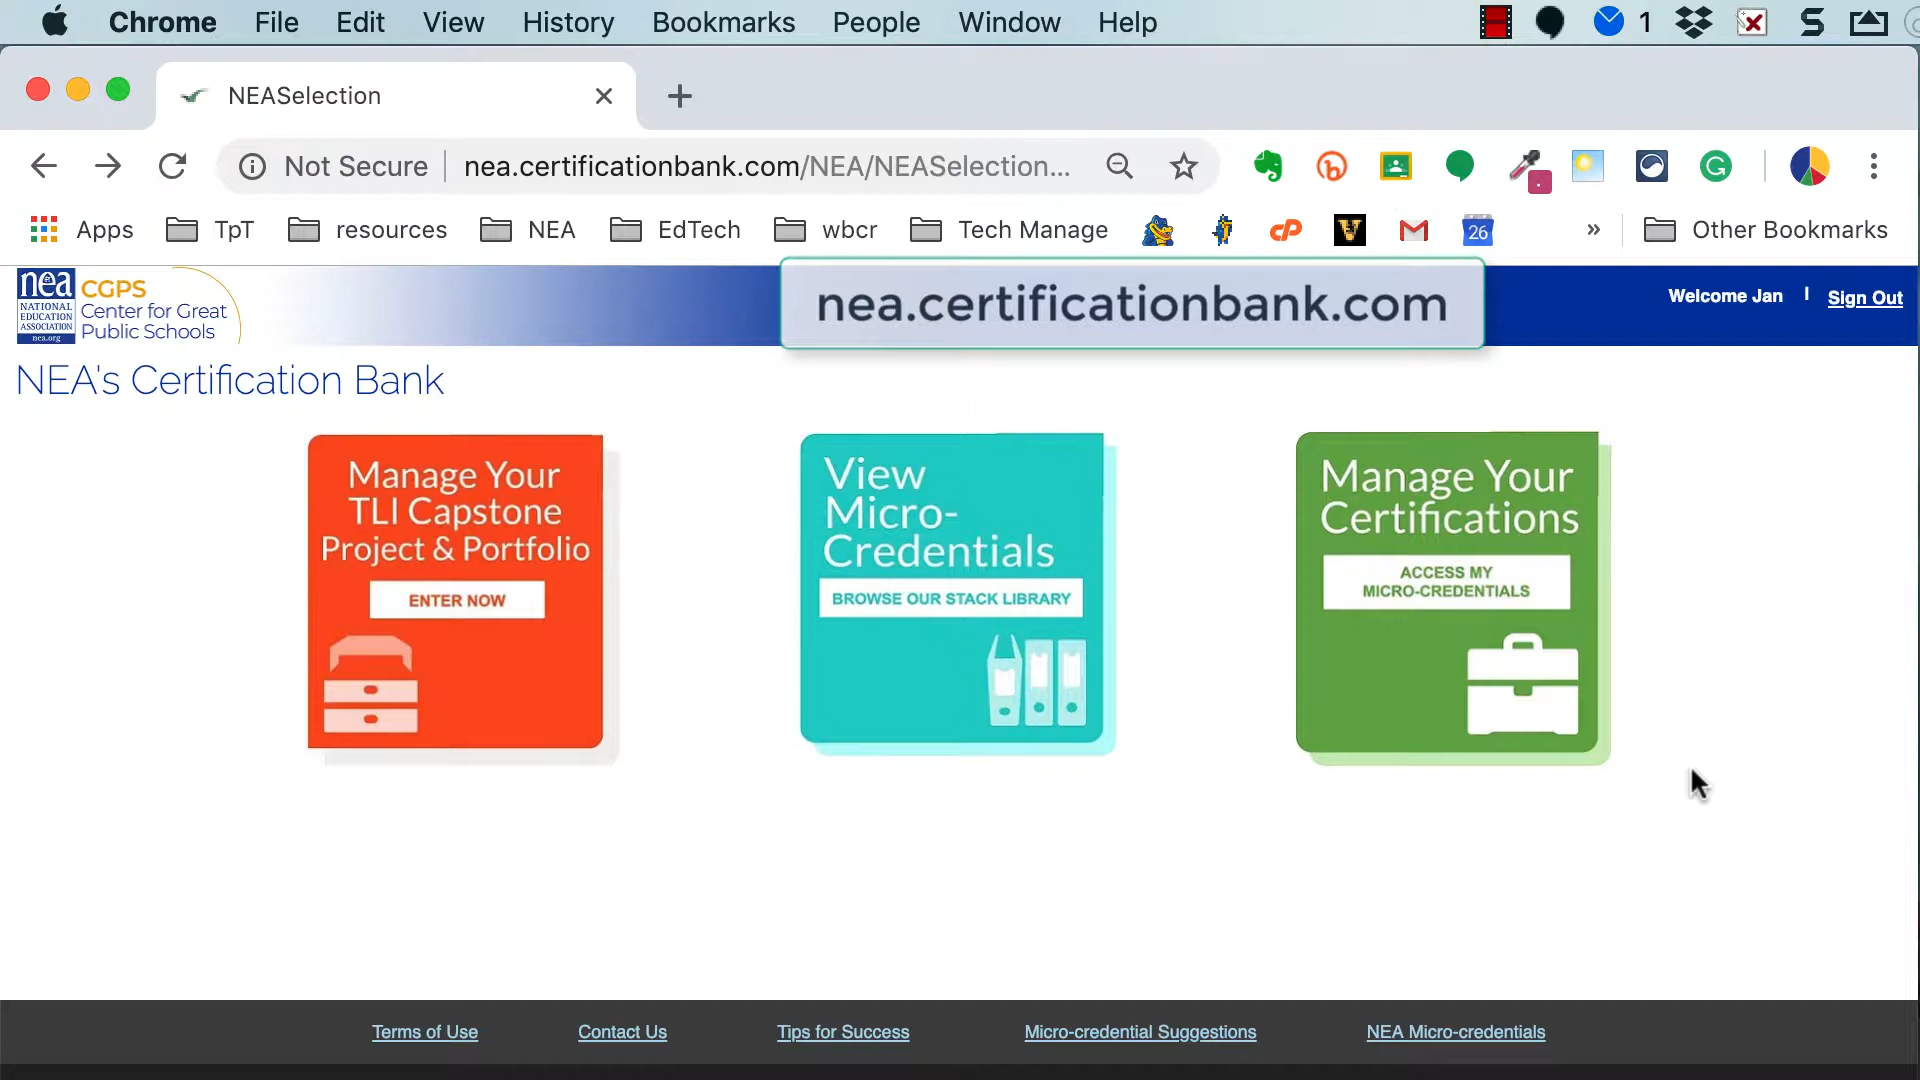 Chrome File Edit View History Bookmarks People Window Help 1
NEASelection
Not Secure nea.certificationbank.com/NEA/NEASelection...
Apps TpT resources NEA EdTech wbcr Tech Manage 26 » Other Bookmarks
nea
NATIONAL
EDUCATION
ASSOCIATION
nea.org
CGPS
Center for Great
Public Schools
nea.certificationbank.com
Welcome Jan | Sign Out
NEA's Certification Bank
Manage Your
TLI Capstone
Project & Portfolio
ENTER NOW
View
Micro-
Credentials
BROWSE OUR STACK LIBRARY
Manage Your
Certifications
ACCESS MY
MICRO-CREDENTIALS
Terms of Use Contact Us Tips for Success Micro-credential Suggestions NEA Micro-credentials